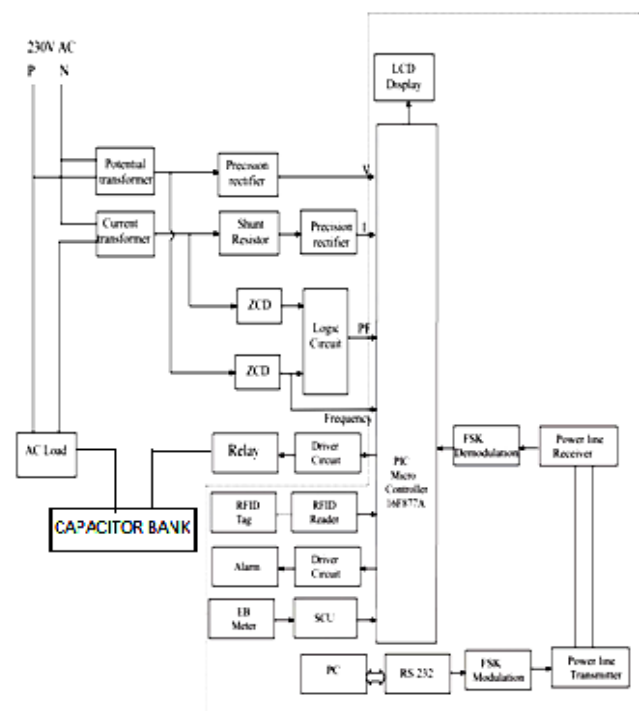 230V AC
P N
LCD
Display
Potential
transformer
Precision
rectifier
V
Current
transformer
Shunt
Resistor
Precision
rectifier
I
ZCD
Logic
Circuit
PF
ZCD
Frequency
AC Load
Relay
Driver
Circuit
PIC
Micro
Controller
16F877A
FSK
Demodulation
Power line
Receiver
CAPACITOR BANK
RFID
Tag
RFID
Reader
Alarm
Driver
Circuit
EB
Meter
SCU
PC
RS 232
FSK
Modulation
Power line
Transmitter